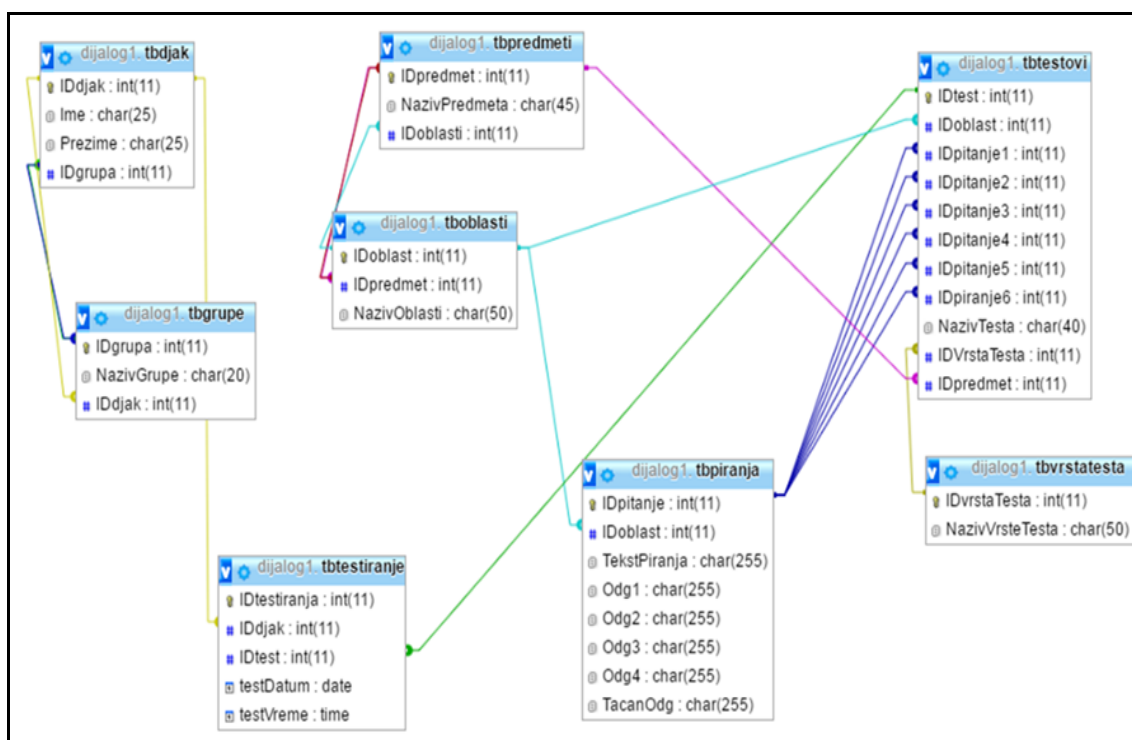 dijalog1. tbdjak
IDdjak : int(11)
Ime : char(25)
Prezime : char(25)
IDgrupa : int(11)
dijalog1. tbgrupe
IDgrupa : int(11)
NazivGrupe : char(20)
IDdjak : int(11)
dijalog1. tbtestiranje
IDtestiranja : int(11)
IDdjak : int(11)
IDtest : int(11)
testDatum : date
testVreme : time
dijalog1. tbpredmeti
IDpredmet : int(11)
NazivPredmeta : char(45)
IDoblasti : int(11)
dijalog1. tboblasti
IDoblast : int(11)
IDpredmet : int(11)
NazivOblasti : char(50)
dijalog1. tbpiranja
IDpitanje : int(11)
IDoblast : int(11)
TekstPiranja : char(255)
Odg1 : char(255)
Odg2 : char(255)
Odg3 : char(255)
Odg4 : char(255)
TacanOdg : char(255)
dijalog1. tbtestovi
IDtest : int(11)
IDoblast : int(11)
IDpitanje1 : int(11)
IDpitanje2 : int(11)
IDpitanje3 : int(11)
IDpitanje4 : int(11)
IDpitanje5 : int(11)
IDpiranje6 : int(11)
NazivTesta : char(40)
IDVrstaTesta : int(11)
IDpredmet : int(11)
dijalog1. tbvrstatesta
IDvrstaTesta : int(11)
NazivVrsteTesta : char(50)